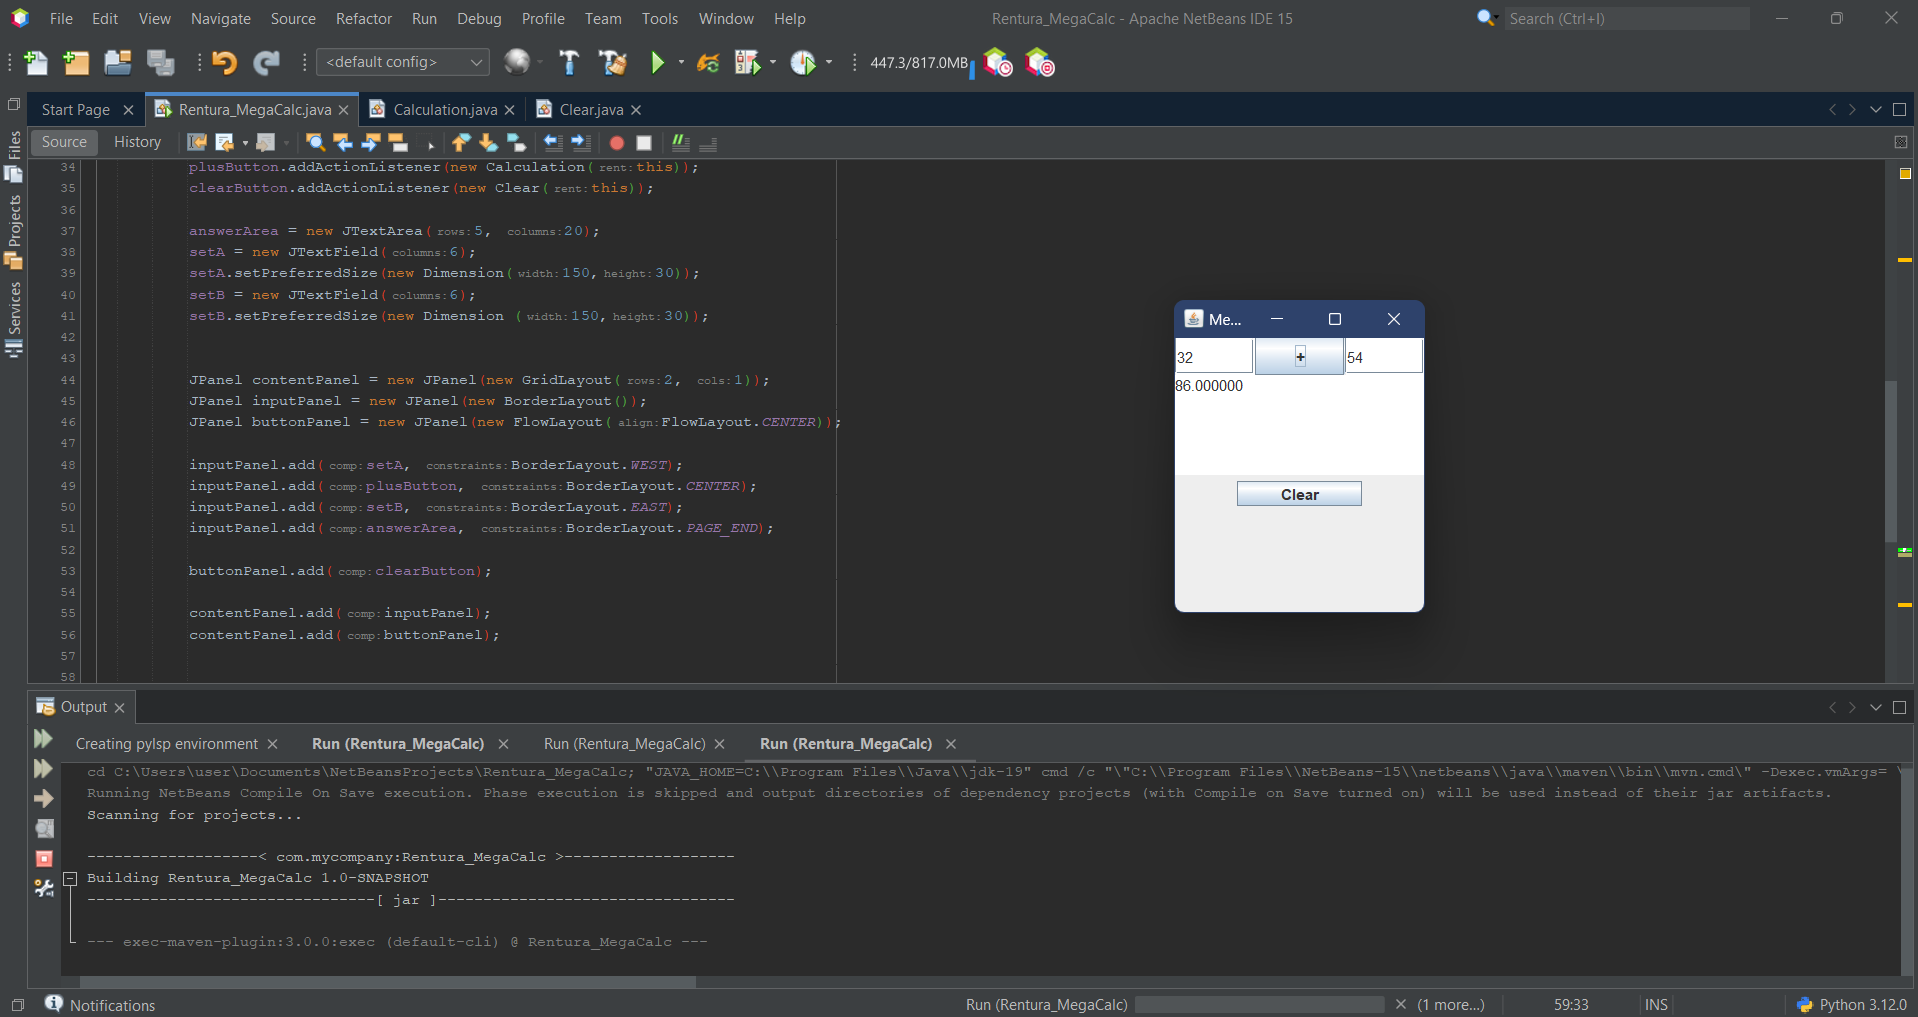 File Edit View Navigate Source Refactor Run Debug Profile Team Tools Window Help Rentura_MegaCalc - Apache NetBeans IDE 15 Search (Ctrl+I)
<default config> 447.3/817.0MB
Start Page Rentura_MegaCalc.java Calculation.java Clear.java
Source History
Files
Projects
Services
34 plusButton.addActionListener(new Calculation( rent: this));
35 clearButton.addActionListener(new Clear( rent: this));
36
37 answerArea = new JTextArea( rows: 5, columns: 20);
38 setA = new JTextField( columns: 6);
39 setA.setPreferredSize(new Dimension( width: 150, height: 30));
40 setB = new JTextField( columns: 6);
41 setB.setPreferredSize(new Dimension ( width: 150, height: 30));
42
43
44 JPanel contentPanel = new JPanel(new GridLayout( rows: 2, cols: 1));
45 JPanel inputPanel = new JPanel(new BorderLayout());
46 JPanel buttonPanel = new JPanel(new FlowLayout( align: FlowLayout.CENTER));
47
48 inputPanel.add( comp: setA, constraints: BorderLayout.WEST);
49 inputPanel.add( comp: plusButton, constraints: BorderLayout.CENTER);
50 inputPanel.add( comp: setB, constraints: BorderLayout.EAST);
51 inputPanel.add( comp: answerArea, constraints: BorderLayout.PAGE_END);
52
53 buttonPanel.add( comp: clearButton);
54
55 contentPanel.add( comp: inputPanel);
56 contentPanel.add( comp: buttonPanel);
57
58
Me...
32 + 54
86.000000
Clear
Output
Creating pylsp environment Run (Rentura_MegaCalc) Run (Rentura_MegaCalc) Run (Rentura_MegaCalc)
cd C:\Users\user\Documents\NetBeansProjects\Rentura_MegaCalc; "JAVA_HOME=C:\\Program Files\\Java\\jdk-19" cmd /c "\"C:\\Program Files\\NetBeans-15\\netbeans\\java\\maven\\bin\\mvn.cmd\" -Dexec.vmArgs= \
Running NetBeans Compile On Save execution. Phase execution is skipped and output directories of dependency projects (with Compile on Save turned on) will be used instead of their jar artifacts.
Scanning for projects...
-------------------< com.mycompany:Rentura_MegaCalc >-------------------
Building Rentura_MegaCalc 1.0-SNAPSHOT
--------------------------------[ jar ]---------------------------------
--- exec-maven-plugin:3.0.0:exec (default-cli) @ Rentura_MegaCalc ---
Notifications Run (Rentura_MegaCalc) (1 more...) 59:33 INS Python 3.12.0